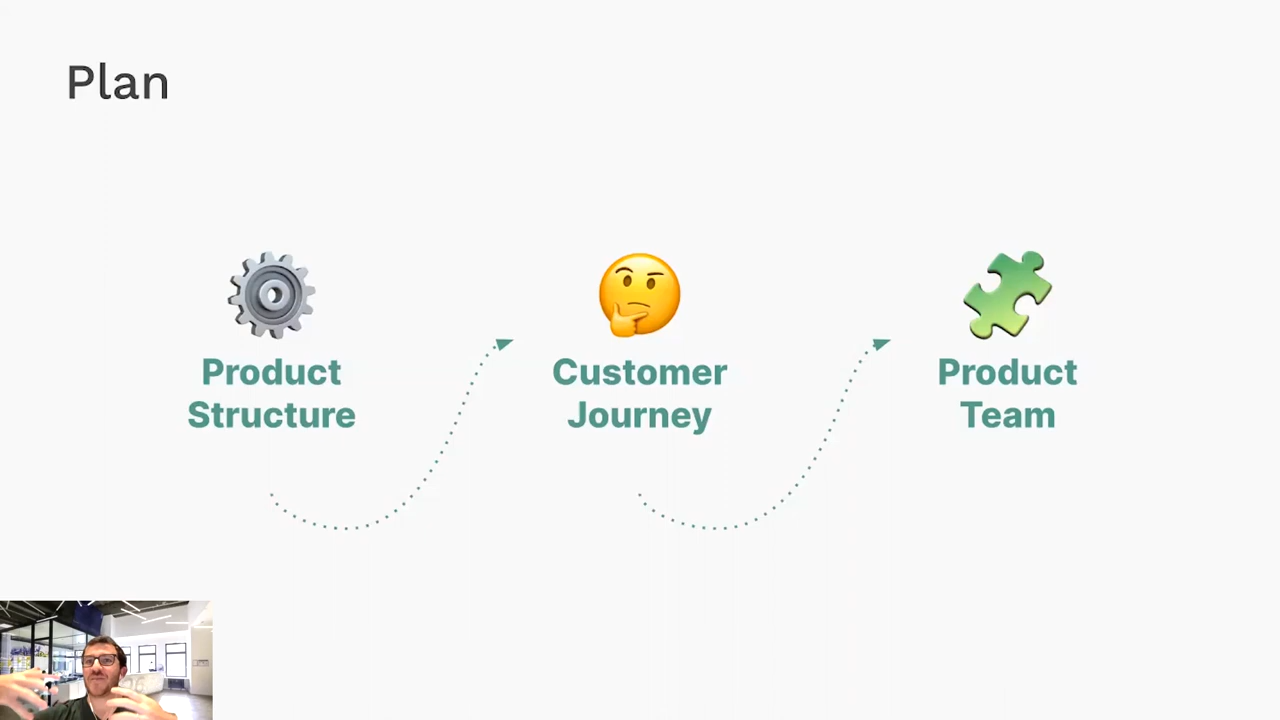 Plan
Product
Structure
Customer
Journey
Product
Team